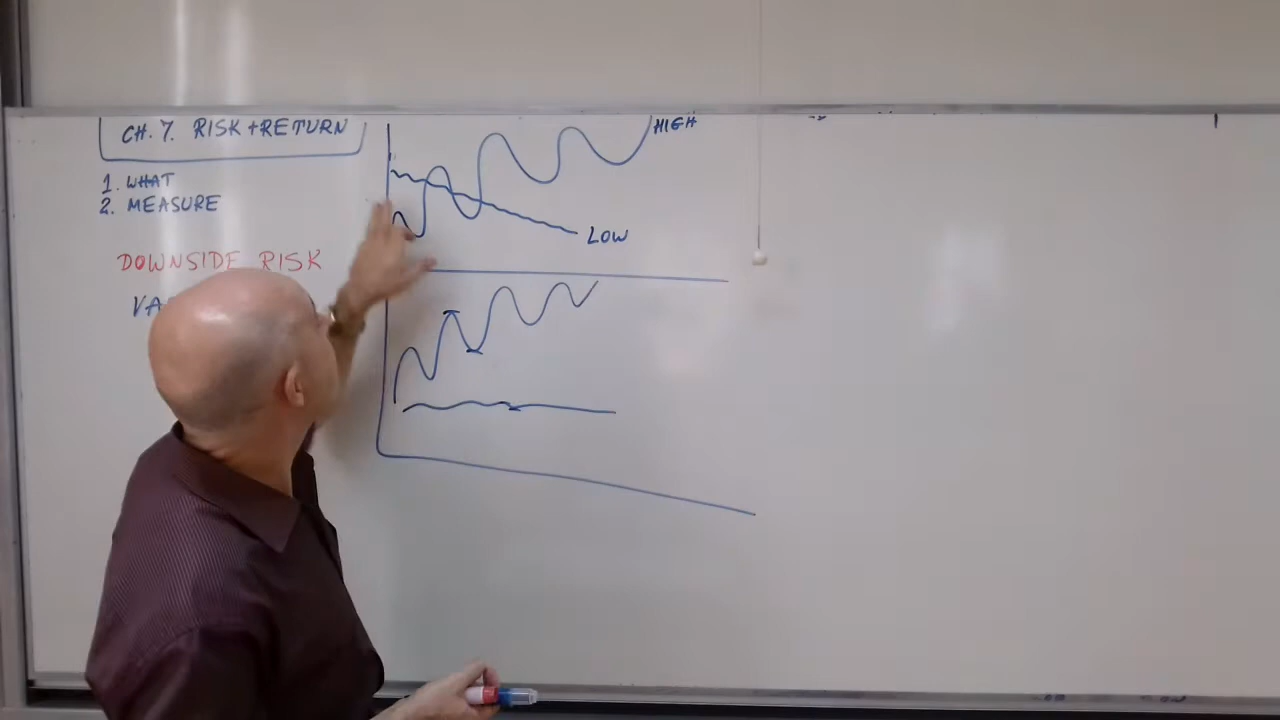 CH. 7. RISK + RETURN
1. WHAT
2. MEASURE
DOWNSIDE RISK
HIGH
LOW